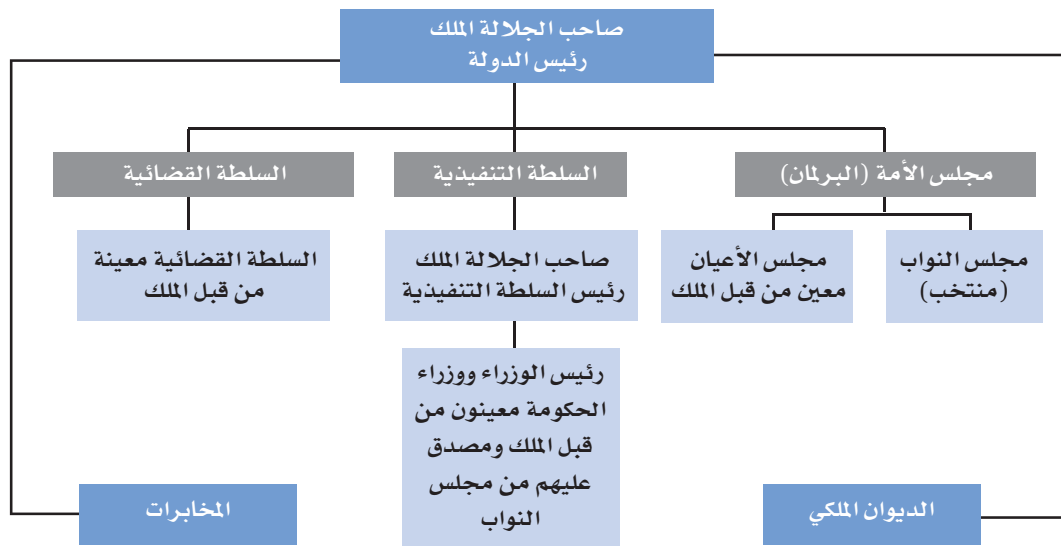 صاحب الجلالة الملك
رئيس الدولة
مجلس الأمة (البرلمان)
السلطة التنفيذية
السلطة القضائية
مجلس النواب
(منتخب)
مجلس الأعيان
معين من قبل الملك
صاحب الجلالة الملك
رئيس السلطة التنفيذية
السلطة القضائية معينة
من قبل الملك
رئيس الوزراء ووزراء
الحكومة معينون من
قبل الملك ومصدق
عليهم من مجلس
النواب
الديوان الملكي
المخابرات